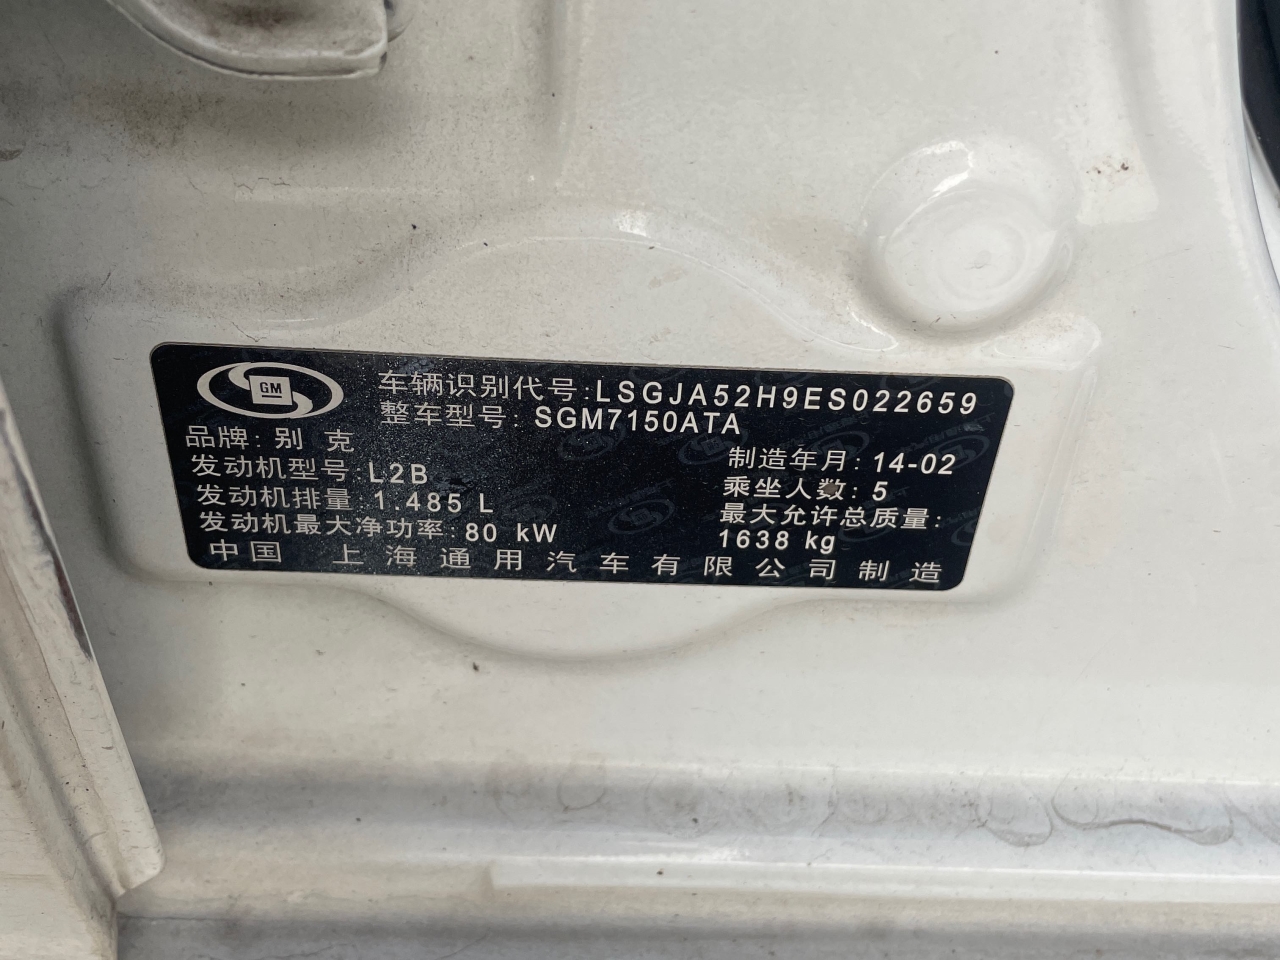 GM
车辆识别代号:LSGJA52H9ES022659
整车型号: SGM7150ATA
品牌: 别克
制造年月: 14-02
发动机型号:L2B
乘坐人数: 5
发动机排量:1.485 L
最大允许总质量:
发动机最大净功率:80 kW
1638 kg
中国 上海通用汽车有限公司制造